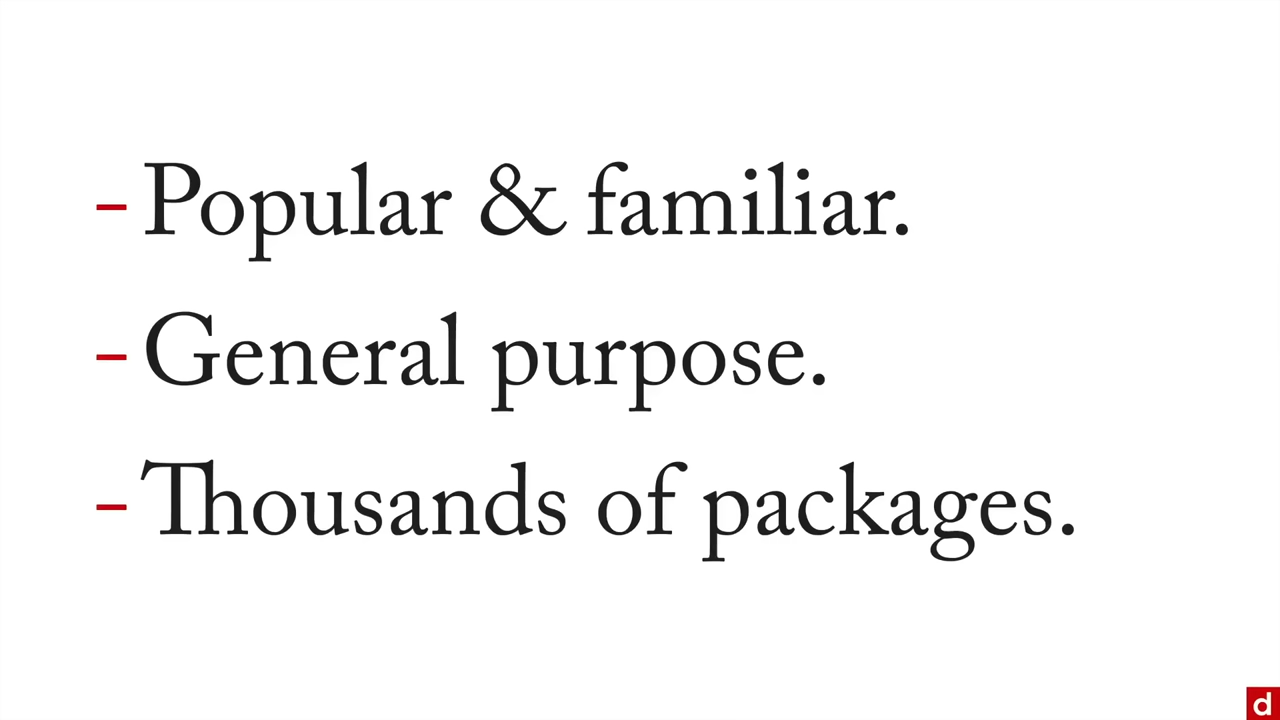 - Popular & familiar.
- General purpose.
- Thousands of packages.
d